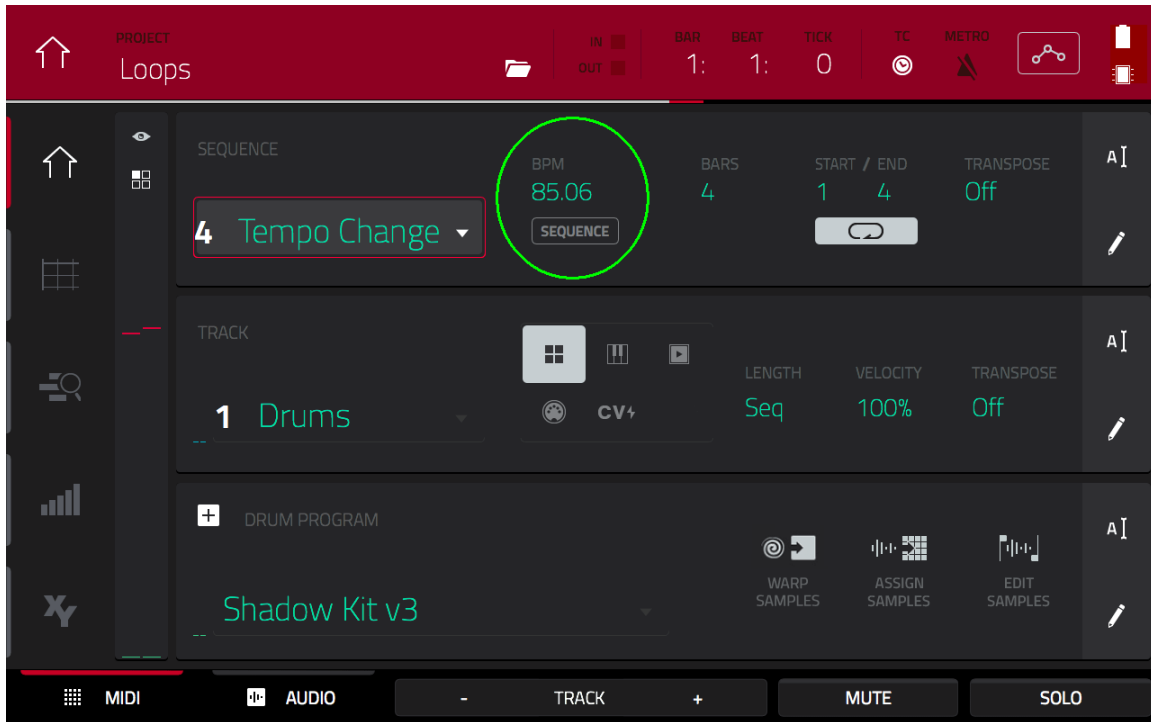 PROJECT
Loops
IN
OUT
BAR BEAT TICK TC METRO
1: 1: 0
SEQUENCE
4 Tempo Change
BPM
85.06
SEQUENCE
BARS
4
START / END
1 4
TRANSPOSE
Off
A
TRACK
1 Drums
CV
LENGTH
Seq
VELOCITY
100%
TRANSPOSE
Off
A
DRUM PROGRAM
Shadow Kit v3
WARP
SAMPLES
ASSIGN
SAMPLES
EDIT
SAMPLES
A
XY
MIDI AUDIO - TRACK + MUTE SOLO